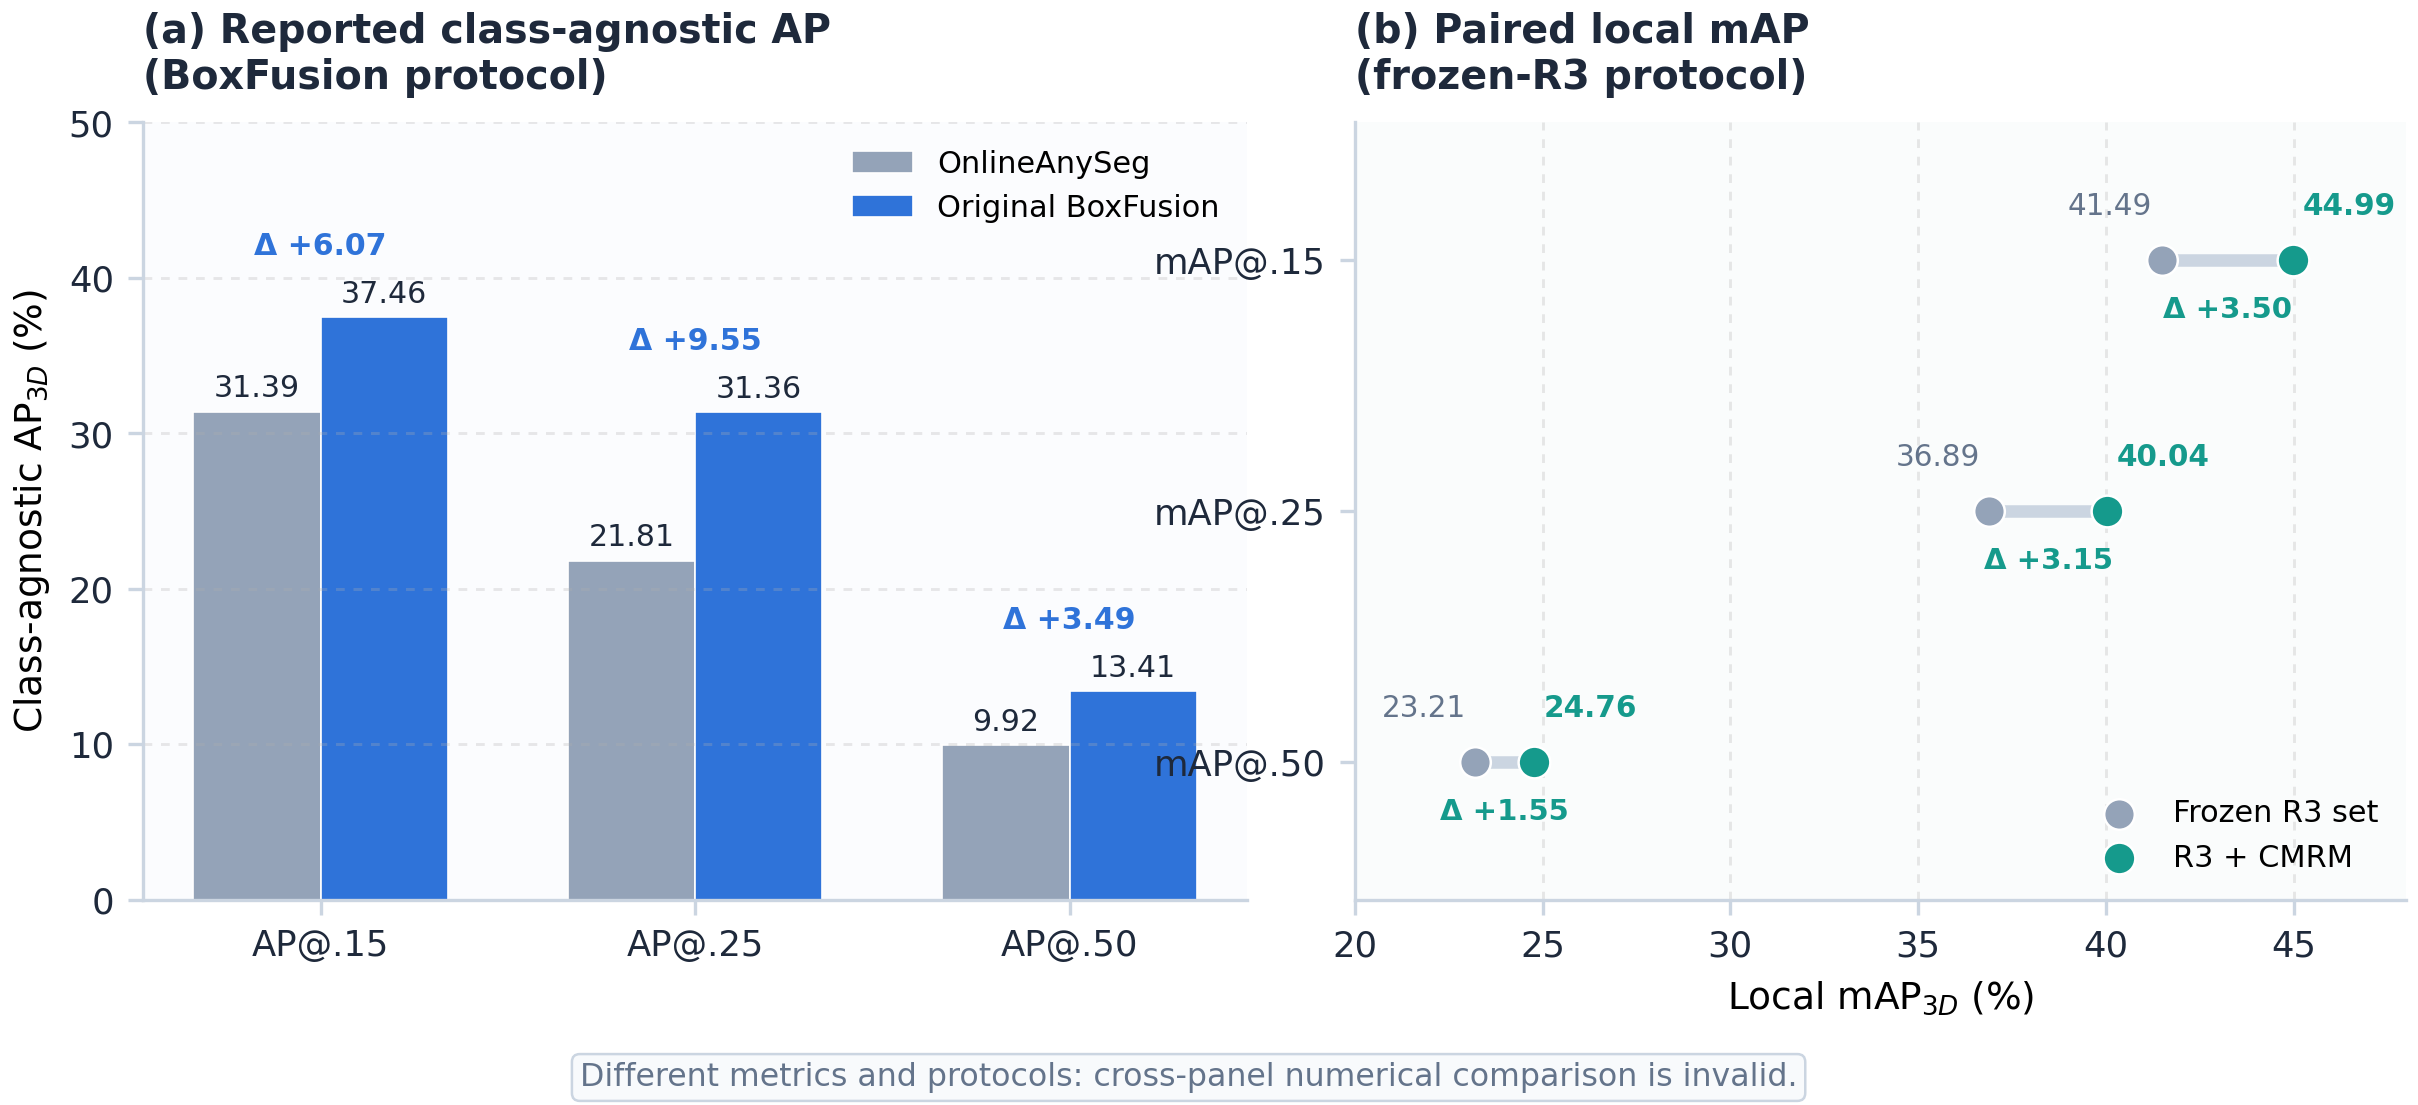 (a) Reported class-agnostic AP
(BoxFusion protocol)
Class-agnostic AP3D (%)
50
40
30
20
10
0
OnlineAnySeg
Original BoxFusion
Δ +6.07
31.39
37.46
Δ +9.55
21.81
31.36
Δ +3.49
9.92
13.41
AP@.15
AP@.25
AP@.50
(b) Paired local mAP
(frozen-R3 protocol)
mAP@.15
41.49
44.99
Δ +3.50
mAP@.25
36.89
40.04
Δ +3.15
mAP@.50
23.21
24.76
Δ +1.55
Frozen R3 set
R3 + CMRM
20
25
30
35
40
45
Local mAP3D (%)
Different metrics and protocols: cross-panel numerical comparison is invalid.